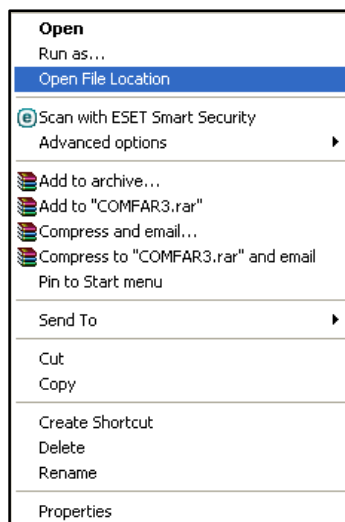 Open
Run as...
Open File Location
Scan with ESET Smart Security
Advanced options
Add to archive...
Add to "COMFAR3.rar"
Compress and email...
Compress to "COMFAR3.rar" and email
Pin to Start menu
Send To
Cut
Copy
Create Shortcut
Delete
Rename
Properties